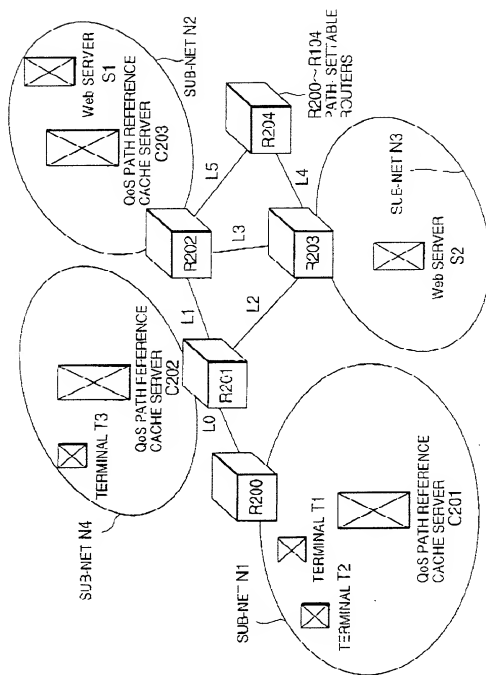 SUB-NET N1
TERMINAL T2
TERMINAL T1
QoS PATH REFERENCE
CACHE SERVER
C201
R200
L0
SUB-NET N4
TERMINAL T3
QoS PATH REFERENCE
CACHE SERVER
C202
R201
L1
L2
R202
L3
R203
QoS PATH REFERENCE
CACHE SERVER
C203
Web SERVER
S1
SUB-NET N2
L5
L4
R204
Web SERVER
S2
SUB-NET N3
R200~R104
PATH-SETTABLE
ROUTERS